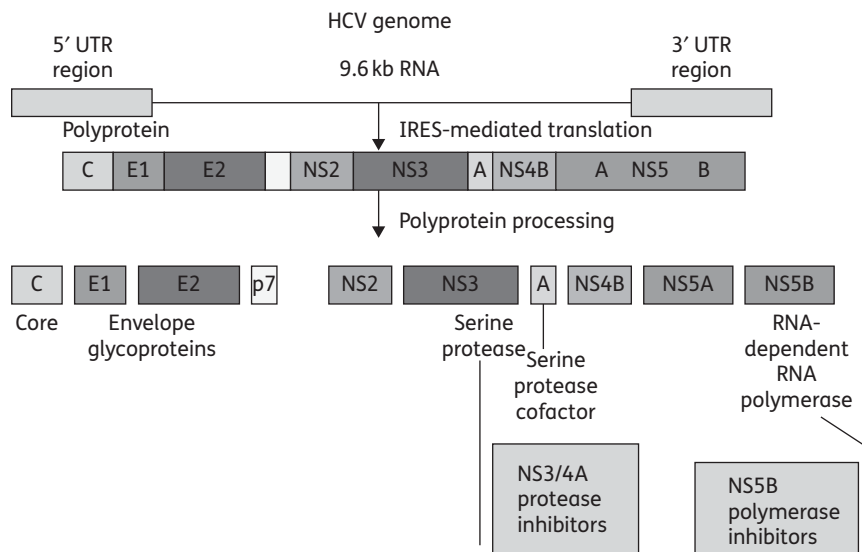 HCV genome
5′ UTR
region
9.6 kb RNA
3′ UTR
region
Polyprotein
IRES-mediated translation
C E1 E2 NS2 NS3 A NS4B A NS5 B
Polyprotein processing
C E1 E2 p7 NS2 NS3 A NS4B NS5A NS5B
Core
Envelope
glycoproteins
Serine
protease
Serine
protease
cofactor
RNA-
dependent
RNA
polymerase
NS3/4A
protease
inhibitors
NS5B
polymerase
inhibitors